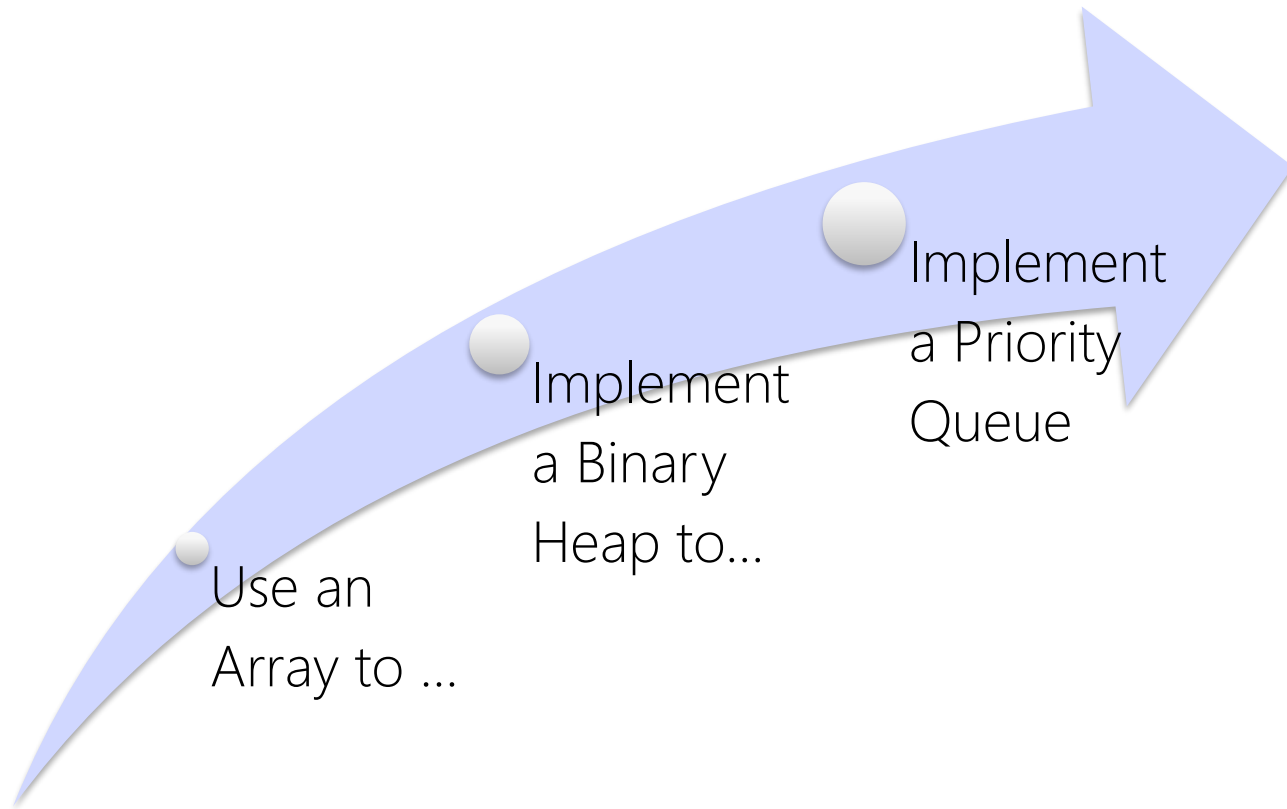 Use an
Array to ...
Implement
a Binary
Heap to...
Implement
a Priority
Queue